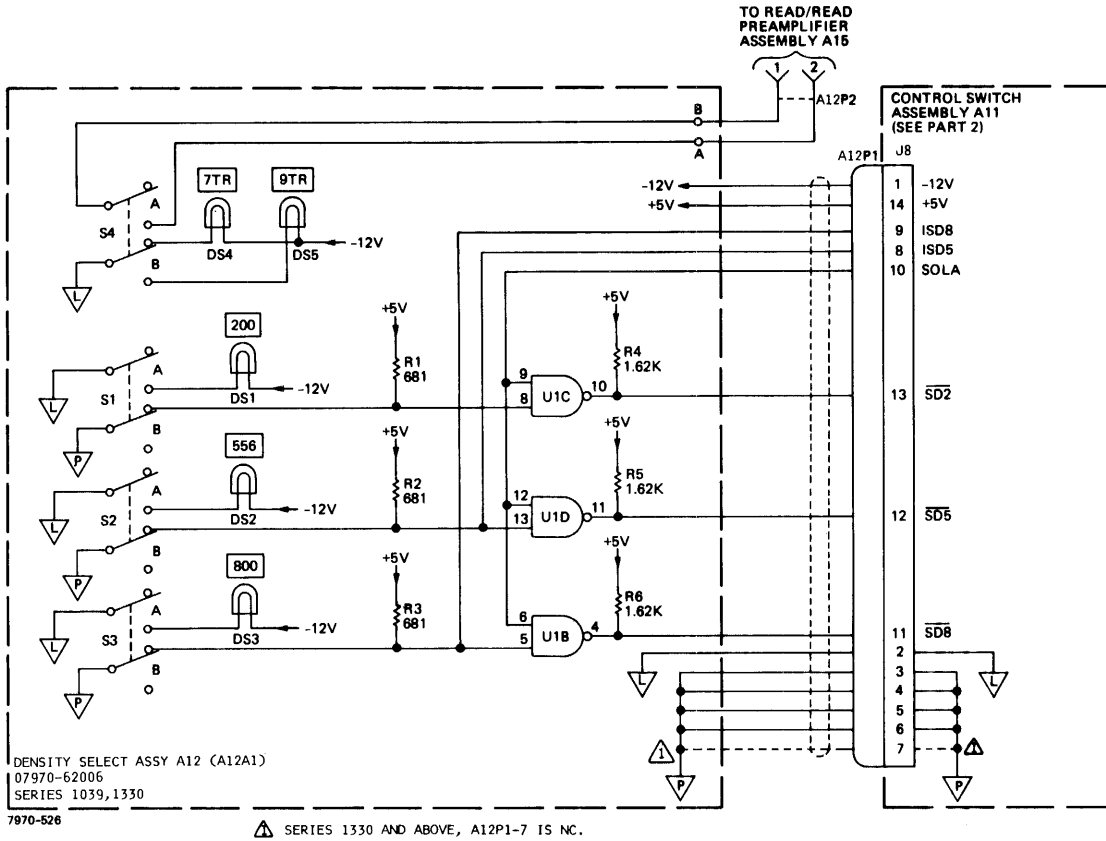 TO READ/READ
PREAMPLIFIER
ASSEMBLY A15
1 2
A12P2
CONTROL SWITCH
ASSEMBLY A11
(SEE PART 2)
B
A
A12P1 J8
7TR 9TR
-12V 1 -12V
+5V 14 +5V
A
S4
9 ISD8
DS4 DS5 -12V
8 ISD5
B
10 SOLA
L
+5V +5V
200
R1
681
R4
1.62K
A
S1
DS1 -12V
9
8
U1C
10
13 SD2
L
B
P
+5V +5V
556
R2
681
R5
1.62K
A
S2
DS2 -12V
12
13
U1D
11
12 SD5
L
B
P
+5V +5V
800
R3
681
R6
1.62K
A
S3
DS3 -12V
6
5
U1B
4
11 SD8
L
B
P
L 2 L
3
4
5
6
1 7 1
P P
DENSITY SELECT ASSY A12 (A12A1)
07970-62006
SERIES 1039,1330
7970-526
1 SERIES 1330 AND ABOVE, A12P1-7 IS NC.